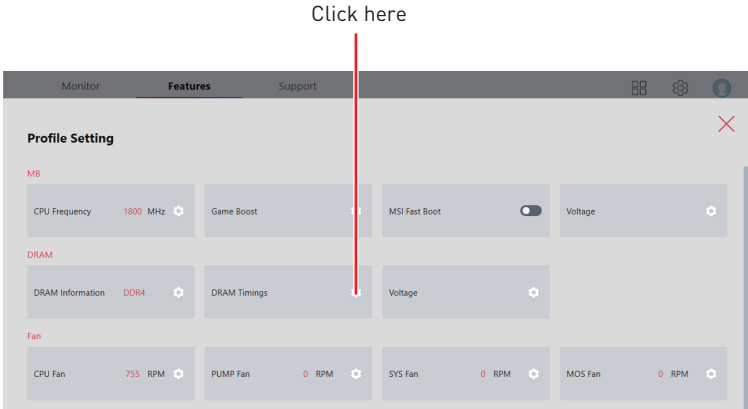 Click here
Monitor Features Support
Profile Setting
MB
CPU Frequency 1800 MHz Game Boost MSI Fast Boot Voltage
DRAM
DRAM Information DDR4 DRAM Timings Voltage
Fan
CPU Fan 755 RPM PUMP Fan 0 RPM SYS Fan 0 RPM MOS Fan 0 RPM